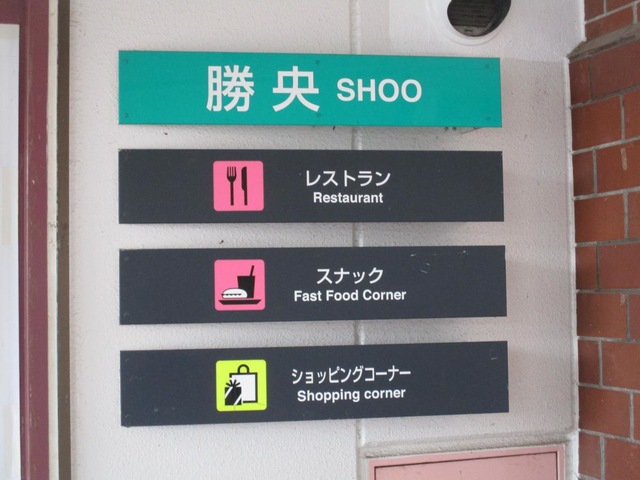 勝央 SHOO
レストラン
Restaurant
スナック
Fast Food Corner
ショッピングコーナー
Shopping corner